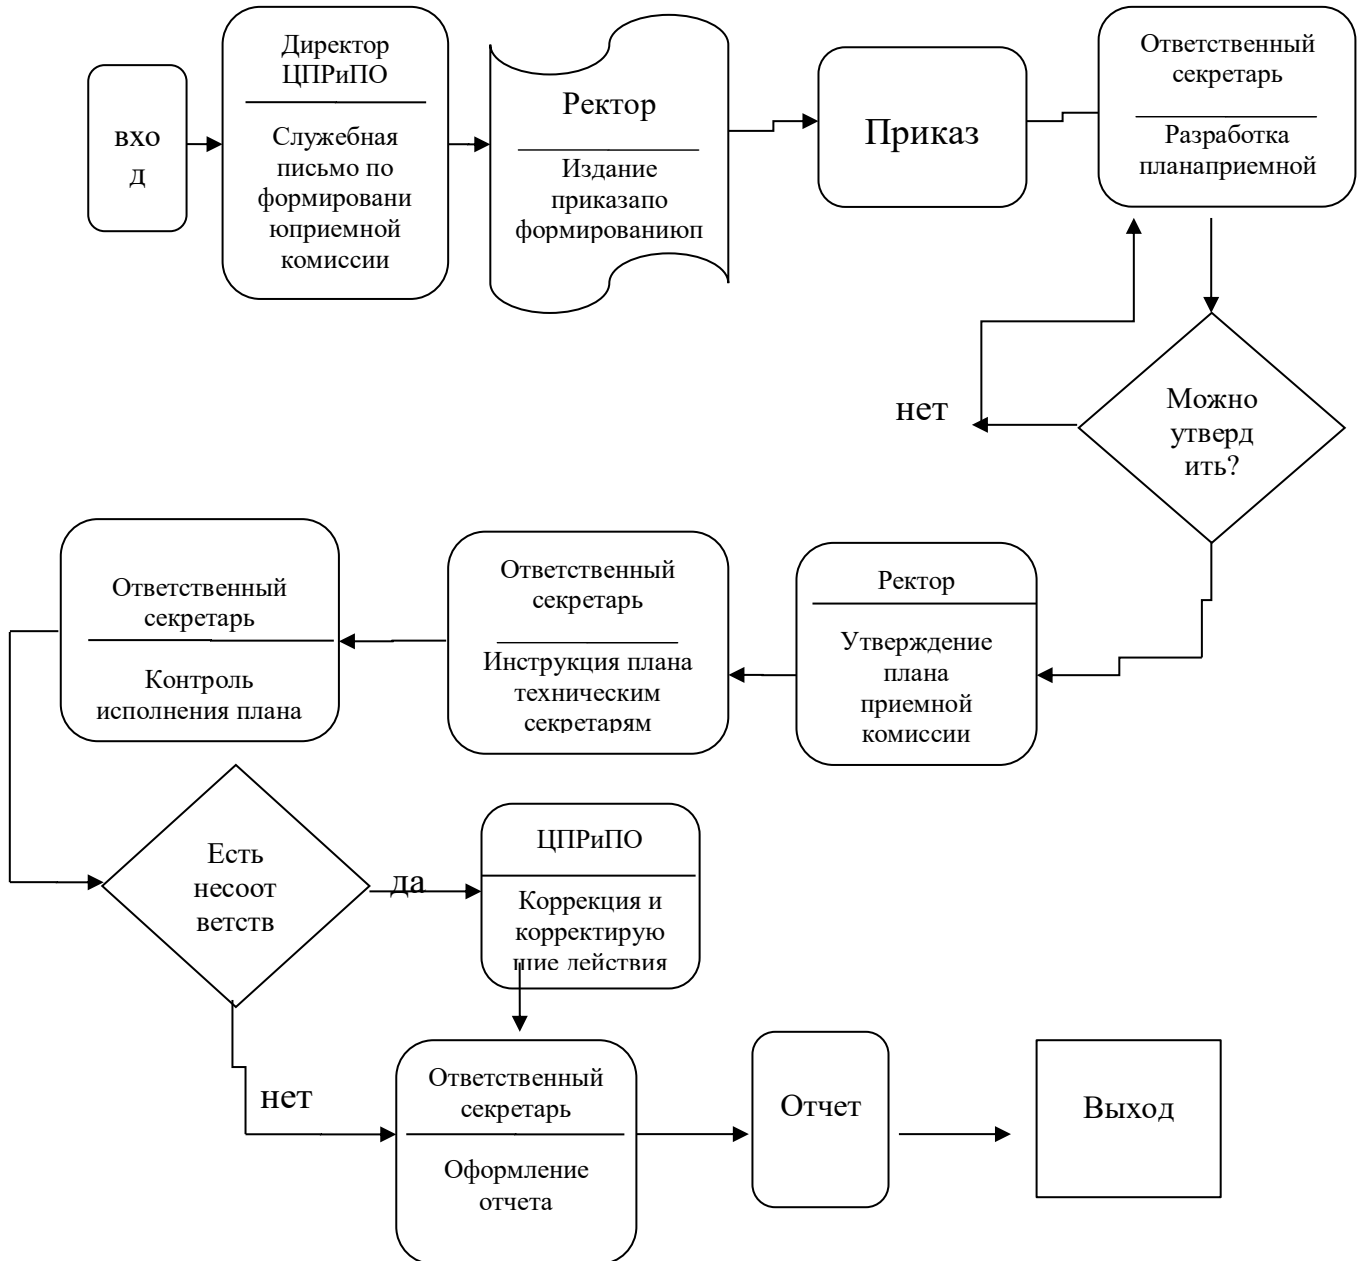 вхо
д
Директор
ЦПРиПО
Служебная
письмо по
формировани
юприемной
комиссии
Ректор
Издание
приказапо
формированиюп
Приказ
Ответственный
секретарь
Разработка
планаприемной
Можно
утверд
ить?
нет
Ректор
Утверждение
плана
приемной
комиссии
Ответственный
секретарь
Инструкция плана
техническим
секретарям
Ответственный
секретарь
Контроль
исполнения плана
Есть
несоот
ветств
да
ЦПРиПО
Коррекция и
корректирую
щие действия
нет
Ответственный
секретарь
Оформление
отчета
Отчет
Выход